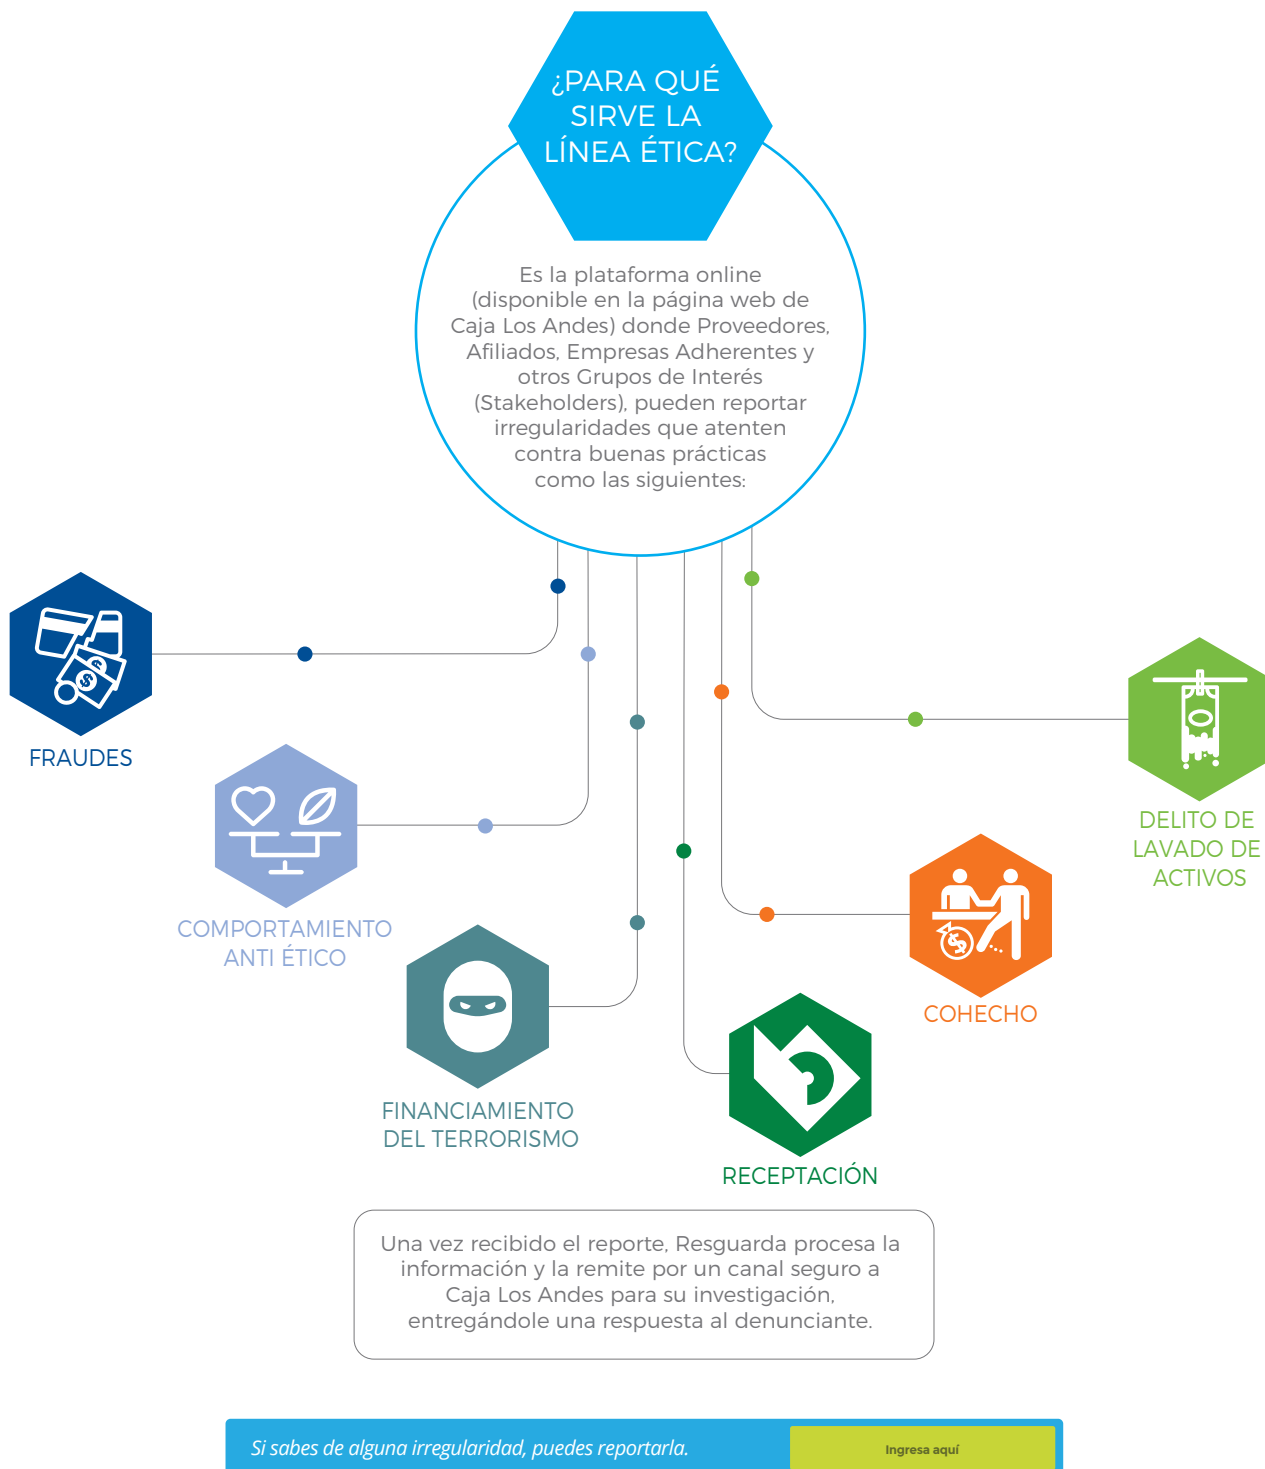 ¿PARA QUÉ
SIRVE LA
LÍNEA ÉTICA?
Es la plataforma online
(disponible en la página web de
Caja Los Andes) donde Proveedores,
Afiliados, Empresas Adherentes y
otros Grupos de Interés
(Stakeholders), pueden reportar
irregularidades que atenten
contra buenas prácticas
como las siguientes:
FRAUDES
COMPORTAMIENTO
ANTI ÉTICO
FINANCIAMIENTO
DEL TERRORISMO
RECEPTACIÓN
COHECHO
DELITO DE
LAVADO DE
ACTIVOS
Una vez recibido el reporte, Resguarda procesa la
información y la remite por un canal seguro a
Caja Los Andes para su investigación,
entregándole una respuesta al denunciante.
Si sabes de alguna irregularidad, puedes reportarla.
Ingresa aquí